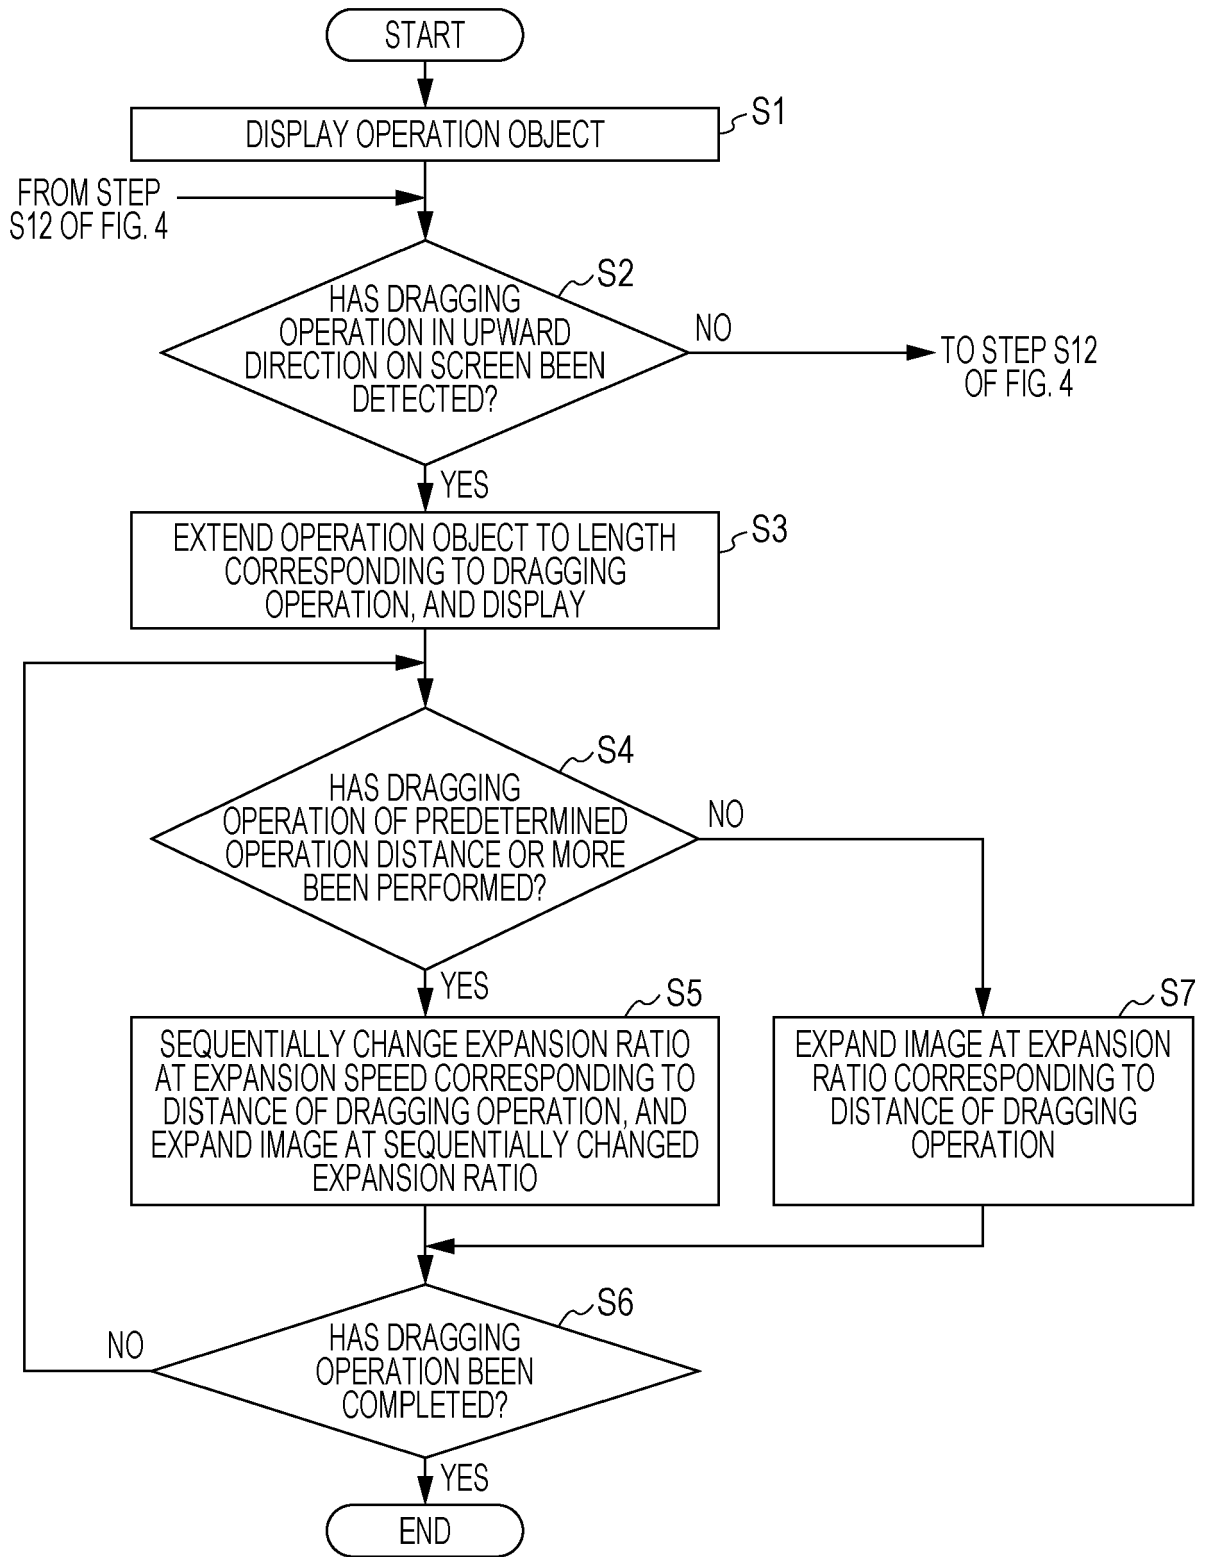 START
S1
DISPLAY OPERATION OBJECT
FROM STEP
S12 OF FIG. 4
S2
HAS DRAGGING
OPERATION IN UPWARD
DIRECTION ON SCREEN BEEN
DETECTED?
NO
TO STEP S12
OF FIG. 4
YES
S3
EXTEND OPERATION OBJECT TO LENGTH
CORRESPONDING TO DRAGGING
OPERATION, AND DISPLAY
S4
HAS DRAGGING
OPERATION OF PREDETERMINED
OPERATION DISTANCE OR MORE
BEEN PERFORMED?
NO
YES
S5
SEQUENTIALLY CHANGE EXPANSION RATIO
AT EXPANSION SPEED CORRESPONDING TO
DISTANCE OF DRAGGING OPERATION, AND
EXPAND IMAGE AT SEQUENTIALLY CHANGED
EXPANSION RATIO
S7
EXPAND IMAGE AT EXPANSION
RATIO CORRESPONDING TO
DISTANCE OF DRAGGING
OPERATION
S6
HAS DRAGGING
OPERATION BEEN
COMPLETED?
NO
YES
END